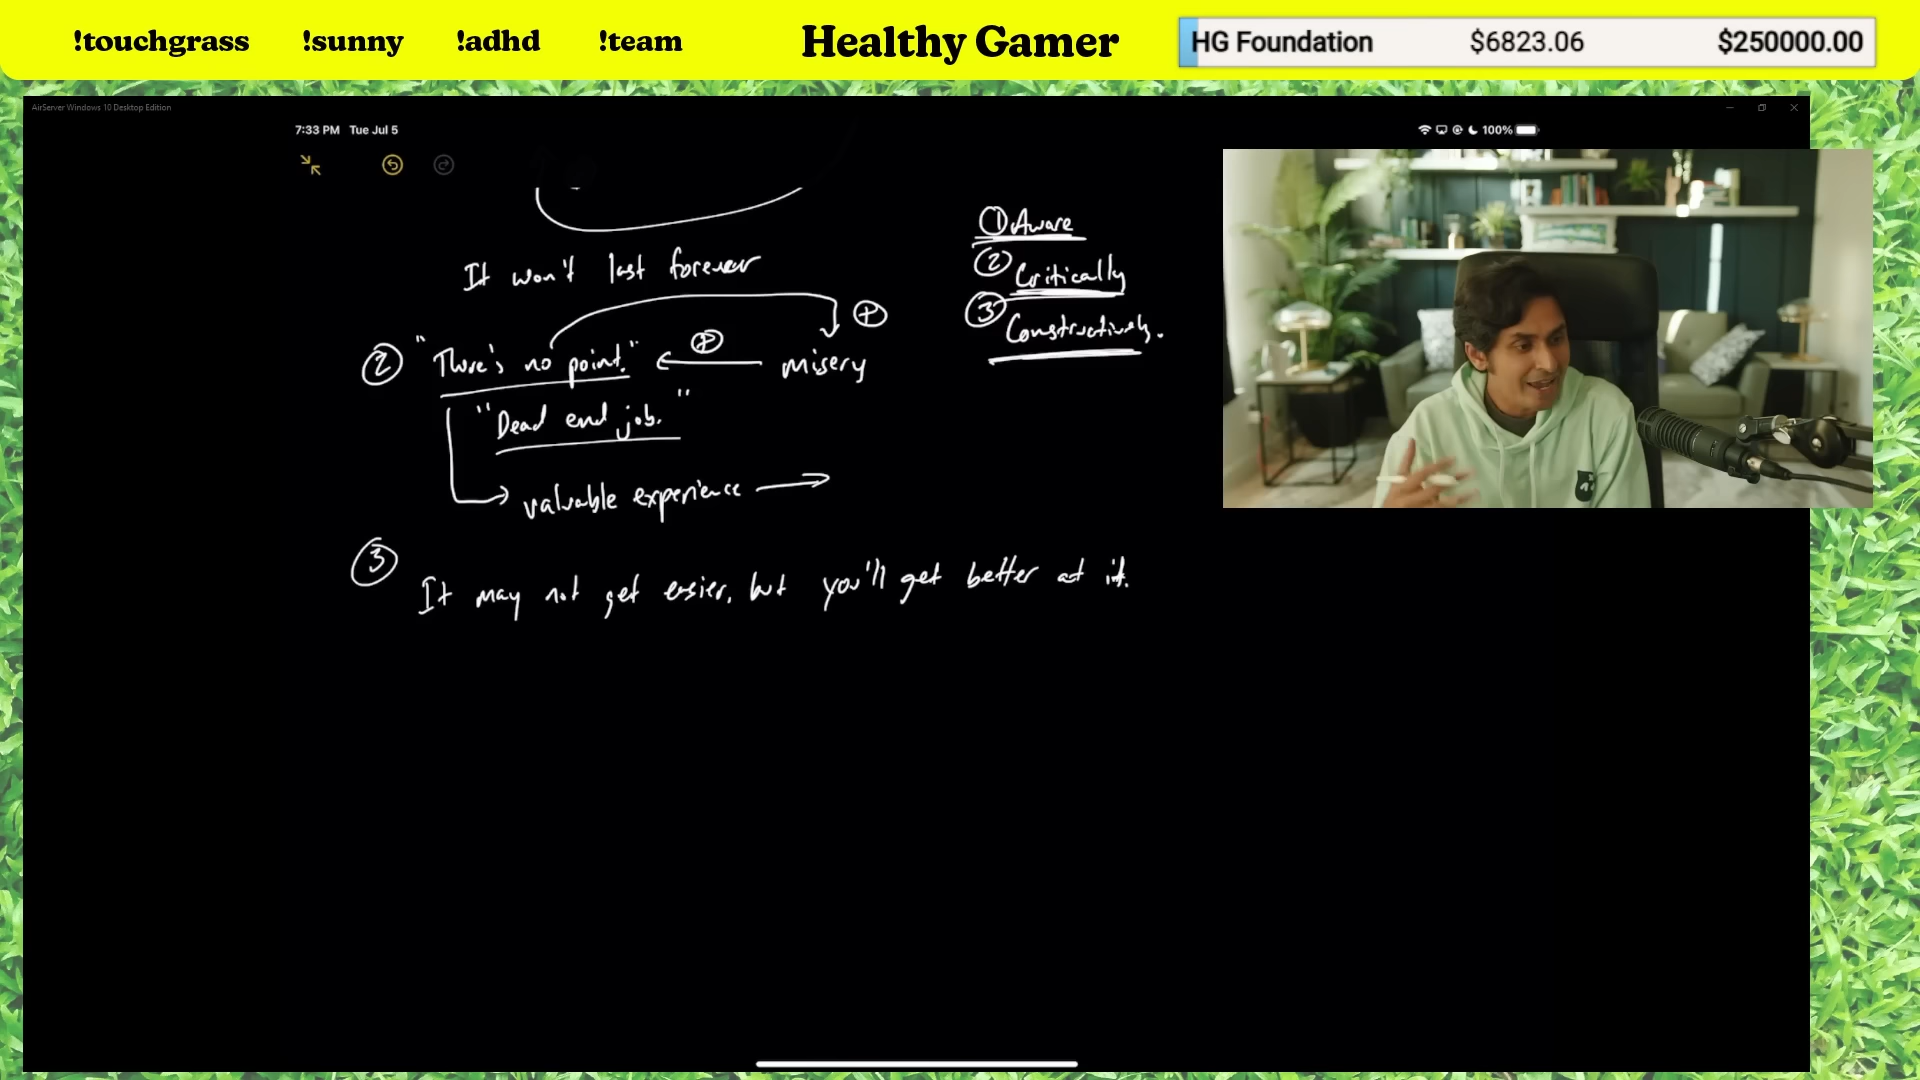 !touchgrass !sunny !adhd !team Healthy Gamer HG Foundation $6823.06 $250000.00
AirServer Windows 10 Desktop Edition
7:33 PM Tue Jul 5 100%
① Aware
② Critically
③ Constructively.
It won't last forever
② "There's no point." ⊕ misery ⊕
"Dead end job."
valuable experience
③
It may not get easier, but you'll get better at it.